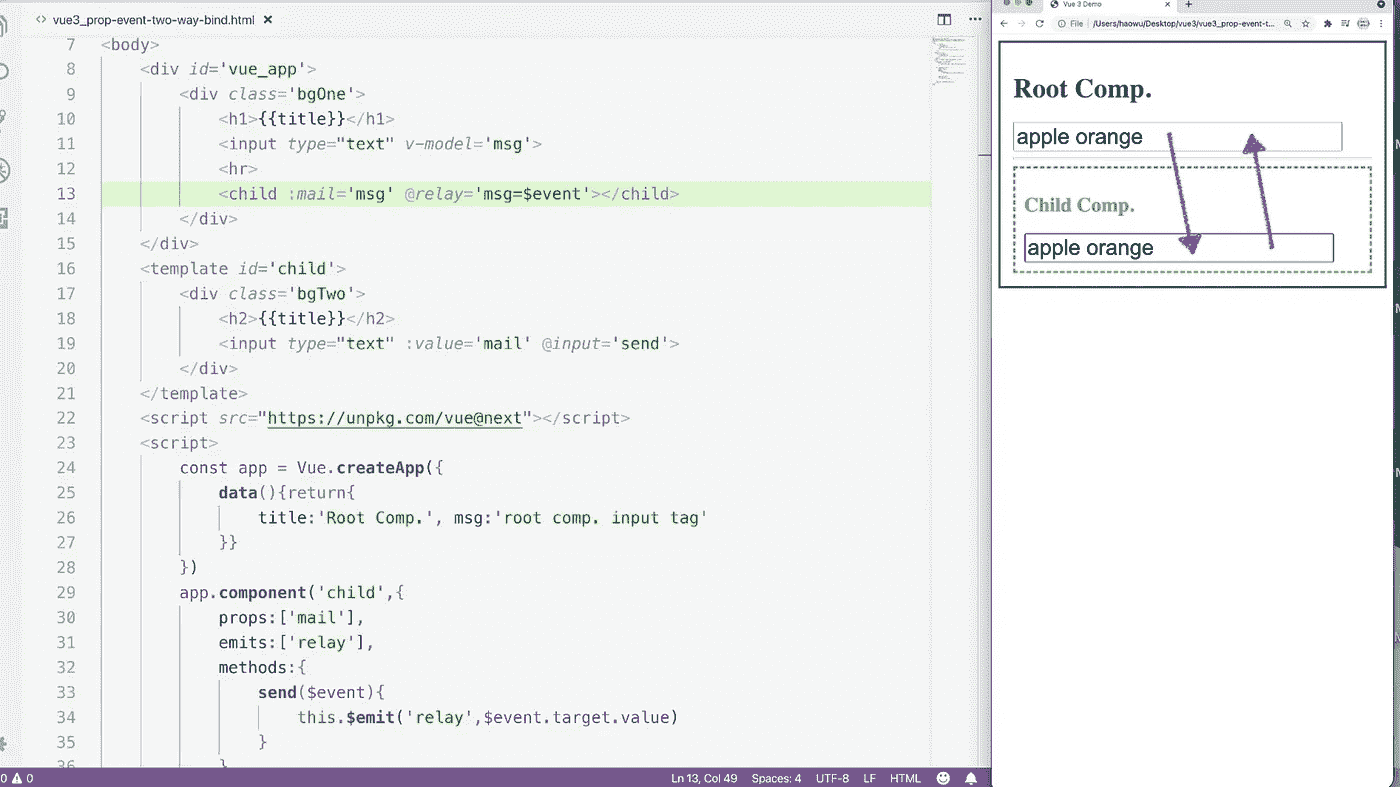 vue3_prop-event-two-way-bind.html
7 <body>
8 <div id='vue_app'>
9 <div class='bgOne'>
10 <h1>{{title}}</h1>
11 <input type="text" v-model='msg'>
12 <hr>
13 <child :mail='msg' @relay='msg=$event'></child>
14 </div>
15 </div>
16 <template id='child'>
17 <div class='bgTwo'>
18 <h2>{{title}}</h2>
19 <input type="text" :value='mail' @input='send'>
20 </div>
21 </template>
22 <script src="https://unpkg.com/vue@next"></script>
23 <script>
24 const app = Vue.createApp({
25 data(){return{
26 title:'Root Comp.', msg:'root comp. input tag'
27 }}
28 })
29 app.component('child',{
30 props:['mail'],
31 emits:['relay'],
32 methods:{
33 send($event){
34 this.$emit('relay',$event.target.value)
35 }
36 }
0 0
Ln 13, Col 49 Spaces: 4 UTF-8 LF HTML
Vue 3 Demo
File /Users/haowu/Desktop/vue3/vue3_prop-event-t...
Root Comp.
apple orange
Child Comp.
apple orange